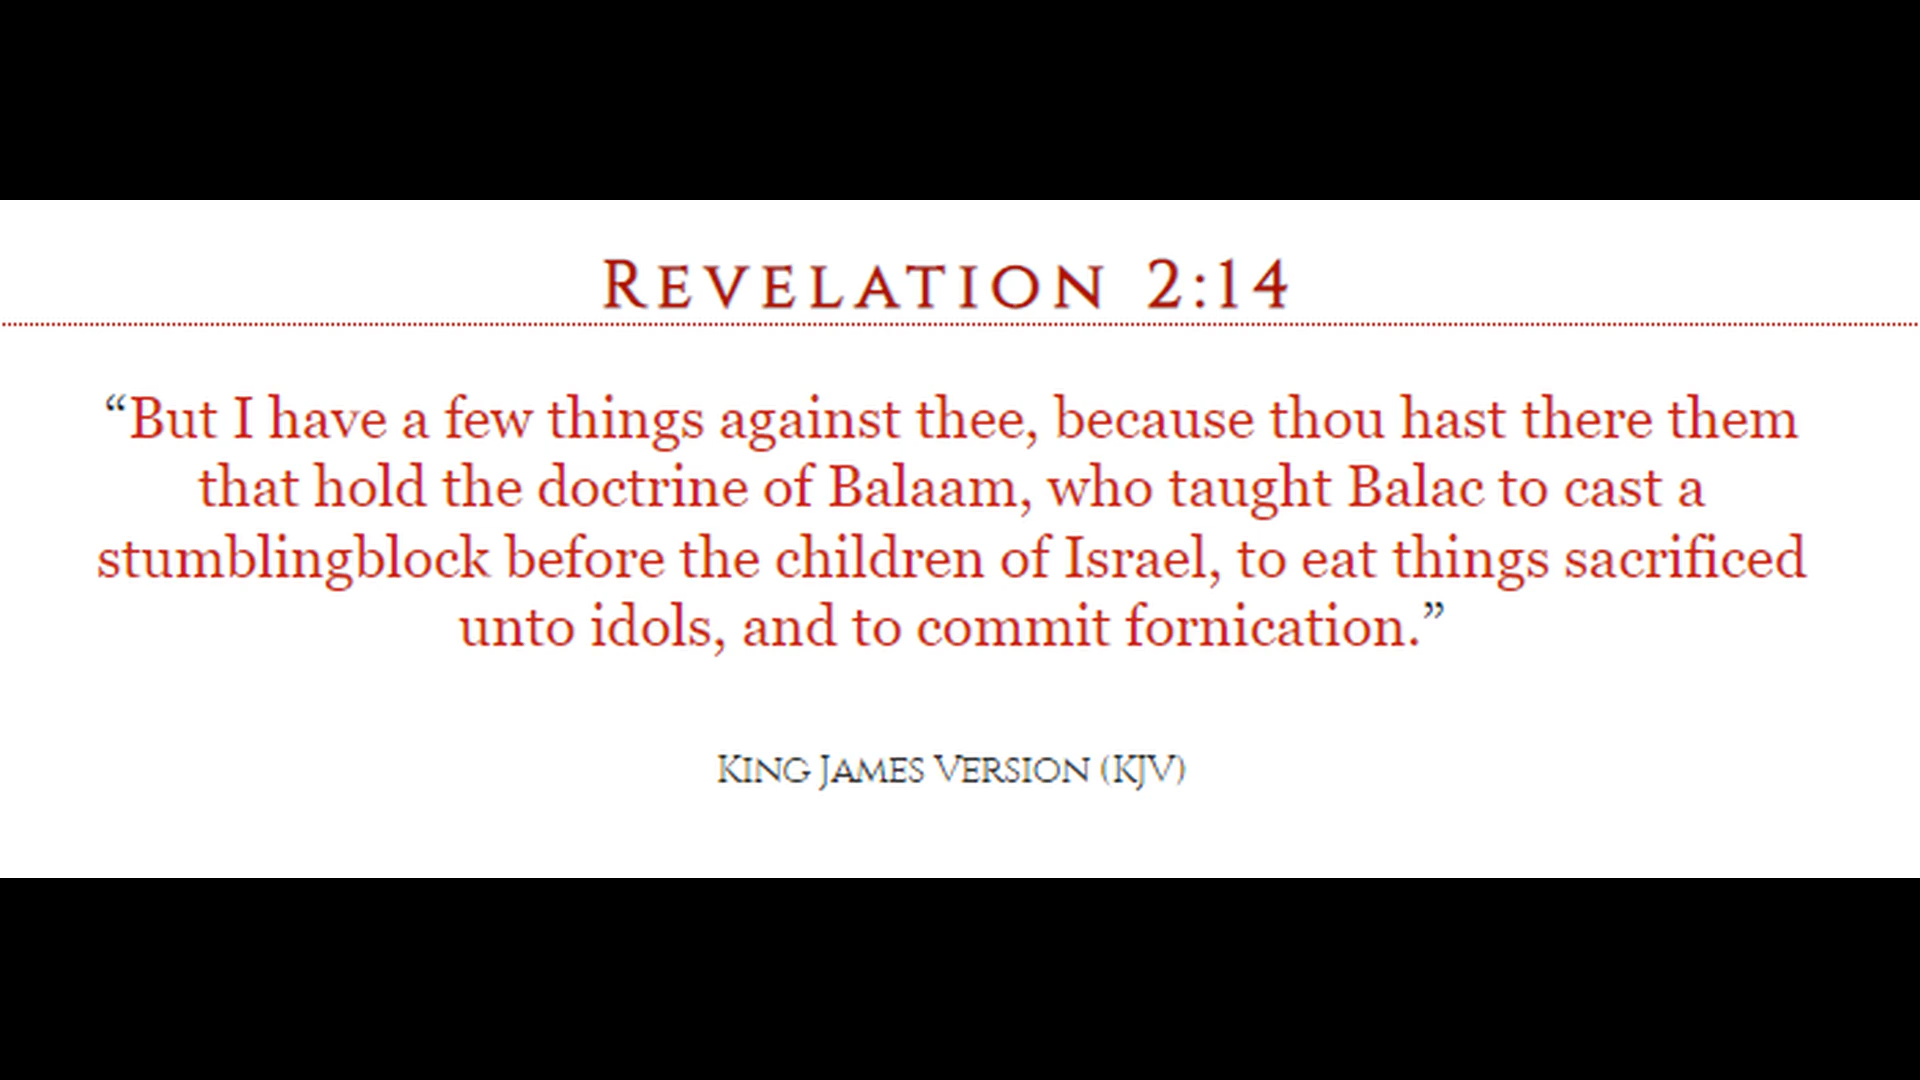 Revelation 2:14
“But I have a few things against thee, because thou hast there them
that hold the doctrine of Balaam, who taught Balac to cast a
stumblingblock before the children of Israel, to eat things sacrificed
unto idols, and to commit fornication.”
King James Version (KJV)